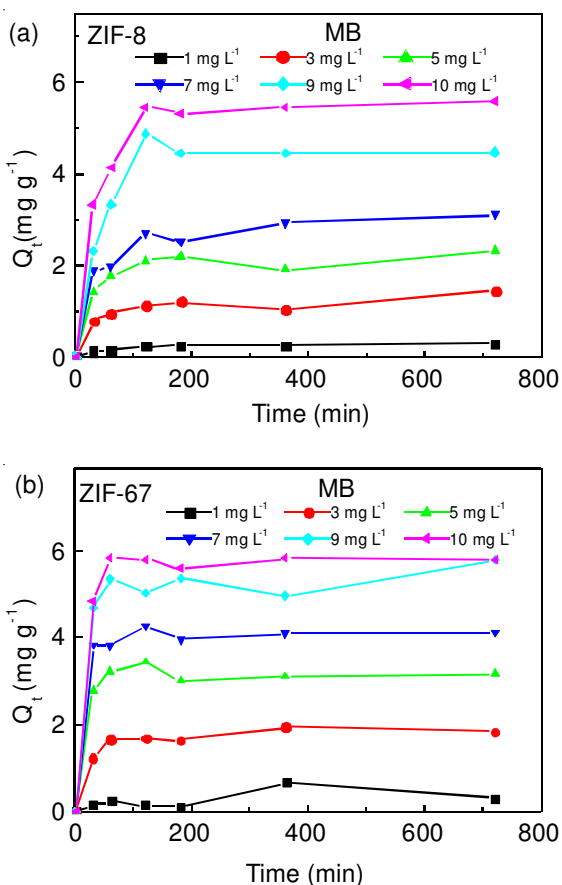 (a) ZIF-8 MB
1 mg L⁻¹ 3 mg L⁻¹ 5 mg L⁻¹
7 mg L⁻¹ 9 mg L⁻¹ 10 mg L⁻¹
6
4
2
0
Qt (mg g⁻¹)
0 200 400 600 800
Time (min)
(b) ZIF-67 MB
1 mg L⁻¹ 3 mg L⁻¹ 5 mg L⁻¹
7 mg L⁻¹ 9 mg L⁻¹ 10 mg L⁻¹
6
4
2
0
Qt (mg g⁻¹)
0 200 400 600 800
Time (min)